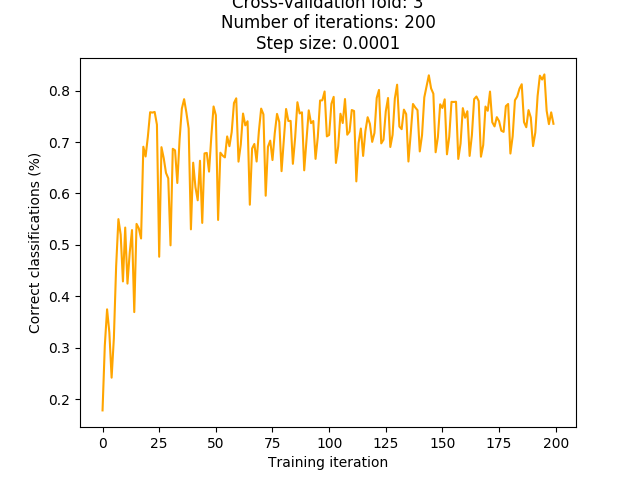 Cross-validation fold: 3
Number of iterations: 200
Step size: 0.0001
0.8
0.7
0.6
0.5
0.4
0.3
0.2
Correct classifications (%)
0 25 50 75 100 125 150 175 200
Training iteration